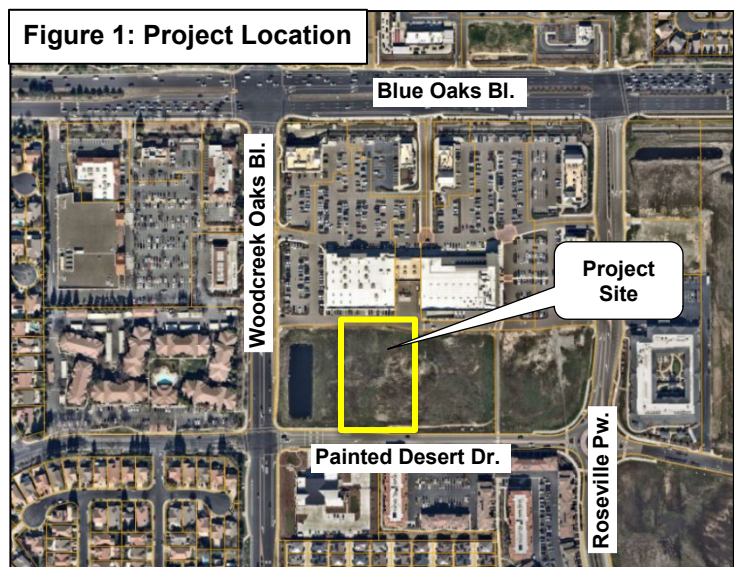 Figure 1: Project Location
Blue Oaks Bl.
Woodcreek Oaks Bl.
Project
Site
Painted Desert Dr.
Roseville Pw.